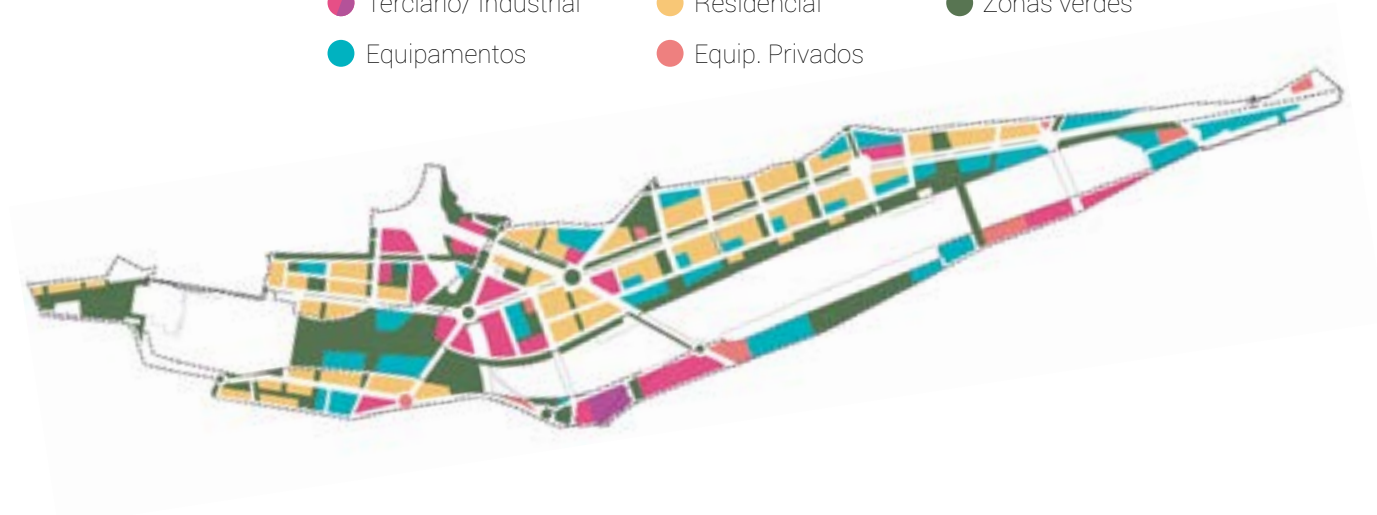 Terciario/ Industrial Residencial Zonas verdes
Equipamentos Equip. Privados